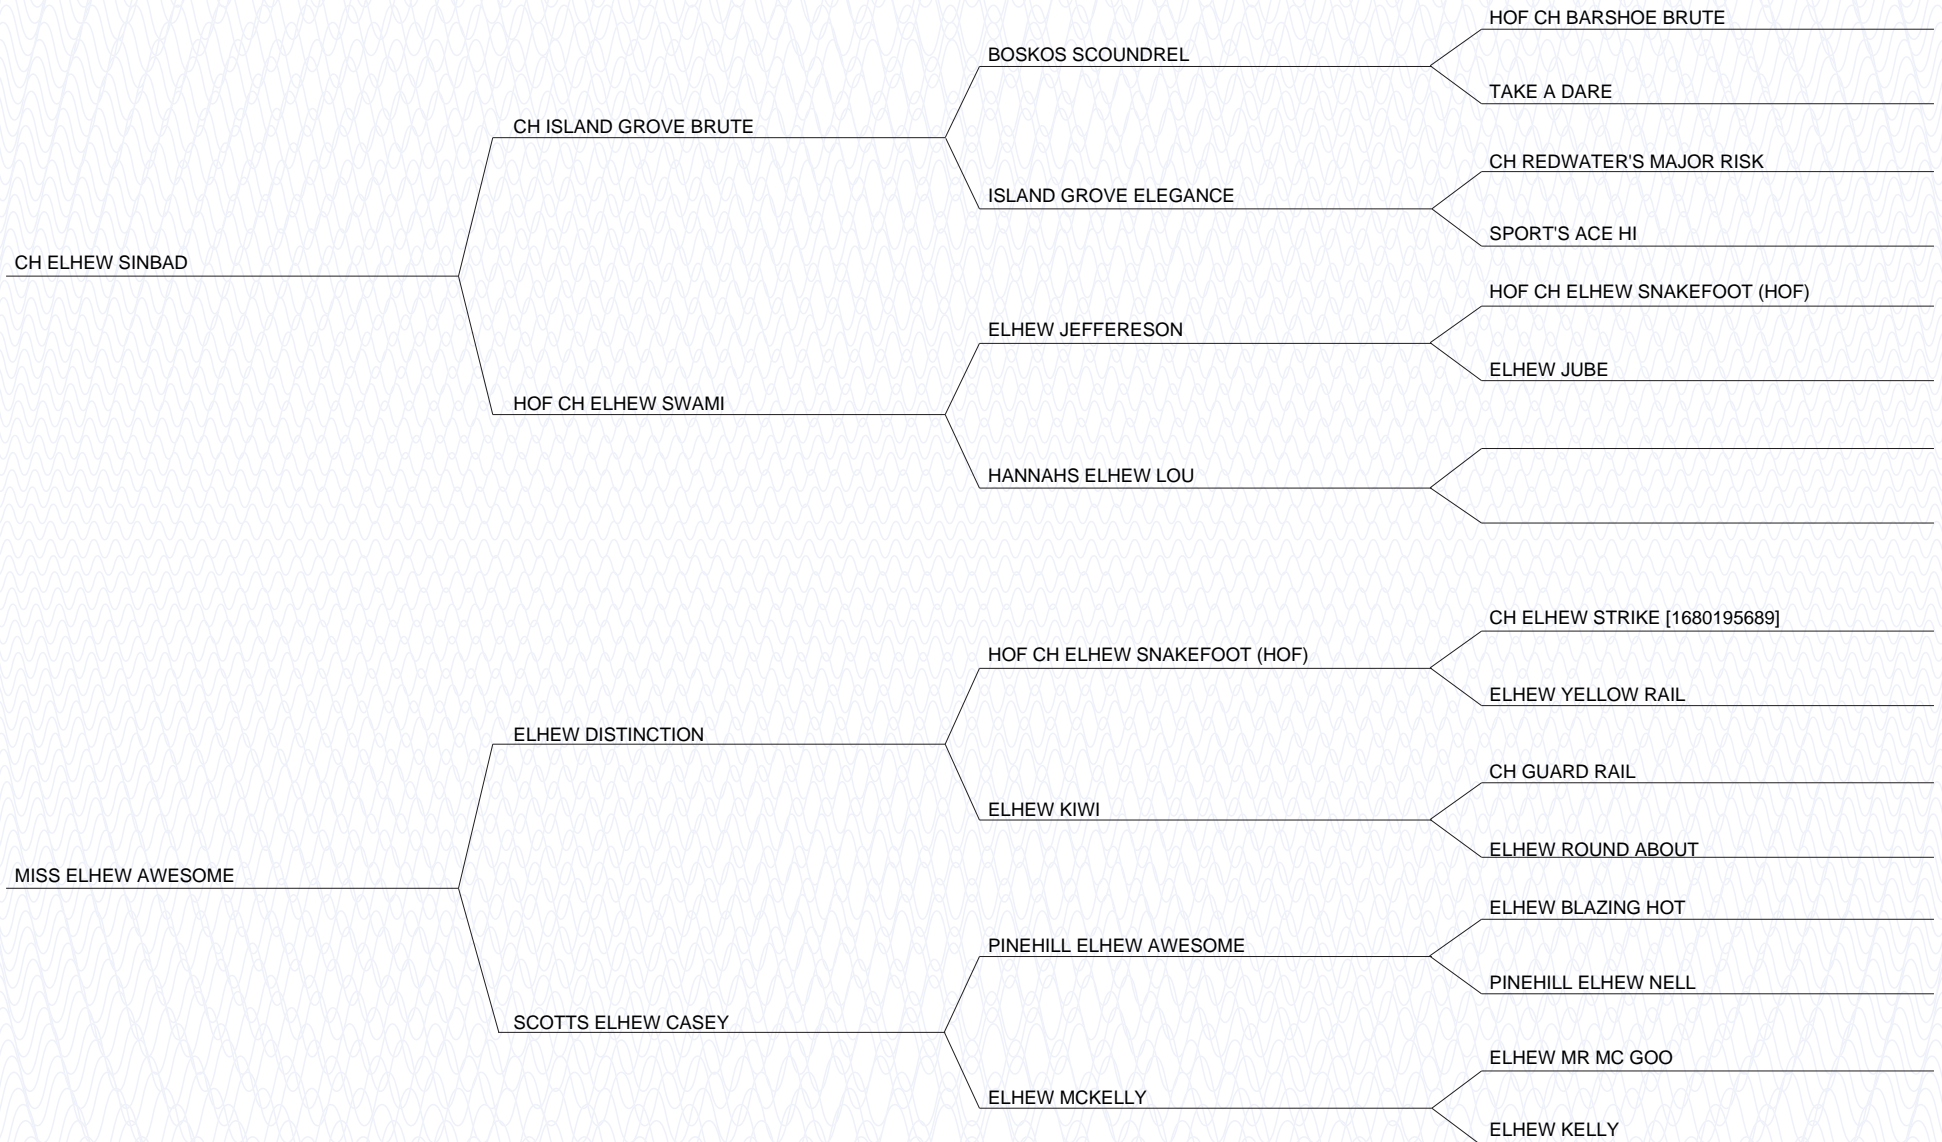 HOF CH BARSHOE BRUTE
BOSKOS SCOUNDREL
TAKE A DARE
CH ISLAND GROVE BRUTE
CH REDWATER'S MAJOR RISK
ISLAND GROVE ELEGANCE
SPORT'S ACE HI
CH ELHEW SINBAD
HOF CH ELHEW SNAKEFOOT (HOF)
ELHEW JEFFERESON
ELHEW JUBE
HOF CH ELHEW SWAMI
HANNAHS ELHEW LOU
CH ELHEW STRIKE [1680195689]
HOF CH ELHEW SNAKEFOOT (HOF)
ELHEW YELLOW RAIL
ELHEW DISTINCTION
CH GUARD RAIL
ELHEW KIWI
ELHEW ROUND ABOUT
MISS ELHEW AWESOME
ELHEW BLAZING HOT
PINEHILL ELHEW AWESOME
PINEHILL ELHEW NELL
SCOTTS ELHEW CASEY
ELHEW MR MC GOO
ELHEW MCKELLY
ELHEW KELLY